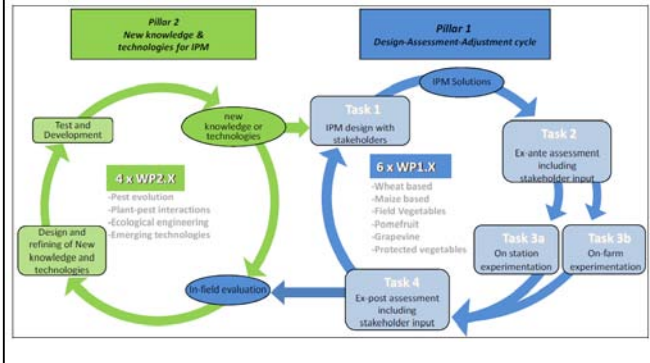 Pillar 2
New knowledge &
technologies for IPM
Pillar 1
Design-Assessment-Adjustment cycle
IPM Solutions
Test and
Development
new
knowledge or
technologies
Task 1
IPM design with
stakeholders
Task 2
Ex-ante assessment
including
stakeholder input
4 x WP2.X
-Pest evolution
-Plant-pest interactions
-Ecological engineering
-Emerging technologies
6 x WP1.X
-Wheat based
-Maize based
-Field Vegetables
-Pomefruit
-Grapevine
-Protected vegetables
Design and
refining of New
knowledge and
technologies
Task 3a
On station
experimentation
Task 3b
On-farm
experimentation
In-field evaluation
Task 4
Ex-post assessment
including
stakeholder input